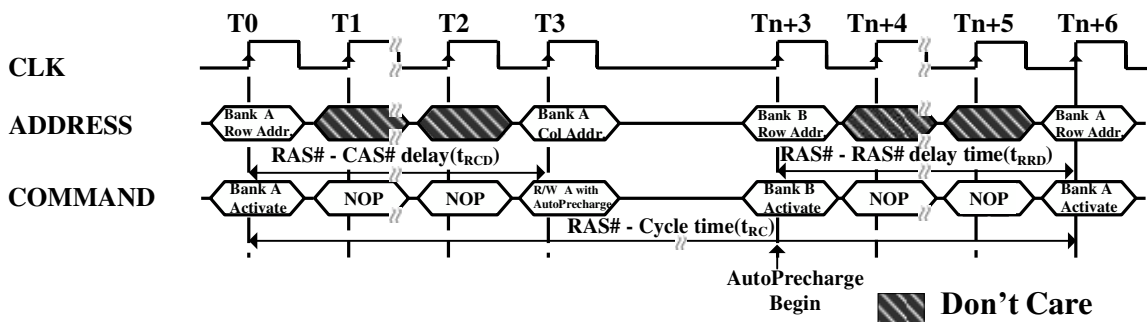 T0 T1 T2 T3 Tn+3 Tn+4 Tn+5 Tn+6
CLK
ADDRESS
Bank A
Row Addr.
Bank A
Col Addr.
Bank B
Row Addr.
Bank A
Row Addr.
RAS# - CAS# delay(tRCD)
RAS# - RAS# delay time(tRRD)
COMMAND
Bank A
Activate
NOP
NOP
R/W A with
AutoPrecharge
Bank B
Activate
NOP
NOP
Bank A
Activate
RAS# - Cycle time(tRC)
AutoPrecharge
Begin
Don't Care